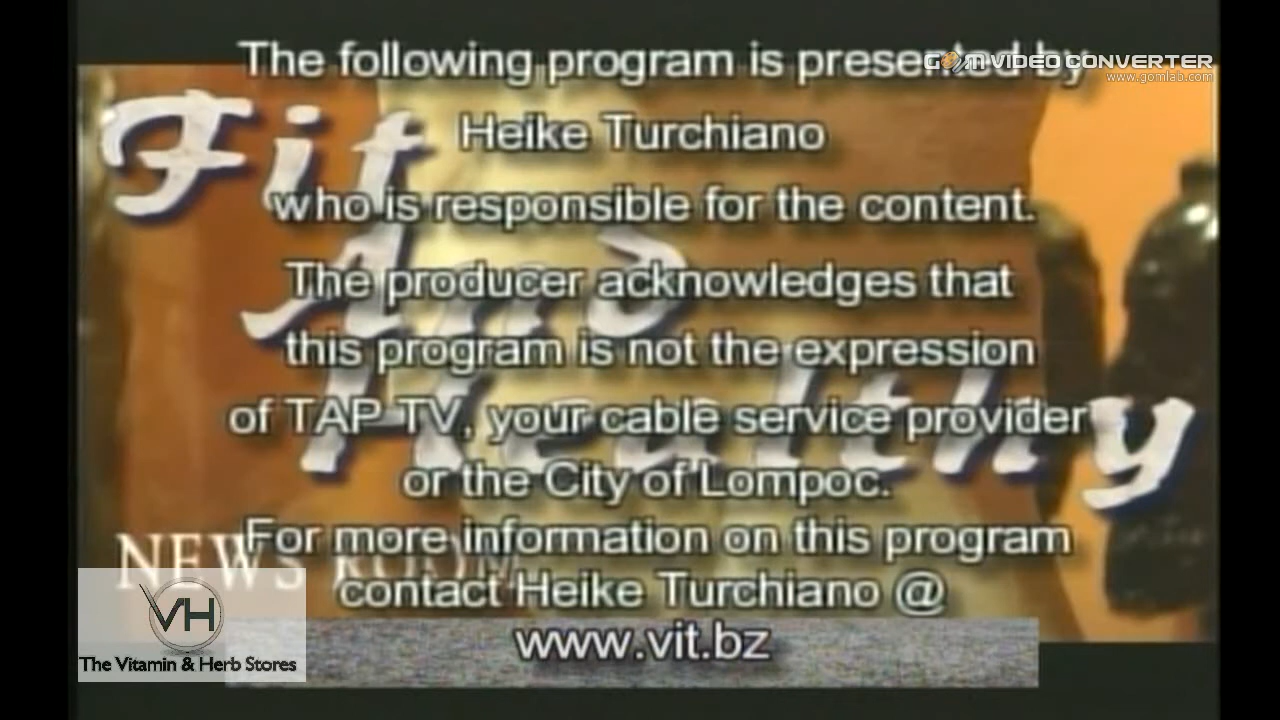 The following program is presented by
GOM VIDEO CONVERTER
www.gomlab.com
Heike Turchiano
who is responsible for the content.
The producer acknowledges that
this program is not the expression
of TAP TV, your cable service provider
or the City of Lompoc.
For more information on this program
contact Heike Turchiano @
www.vit.bz
Fit
And
Healthy
NEWS ROOM
VH
The Vitamin & Herb Stores